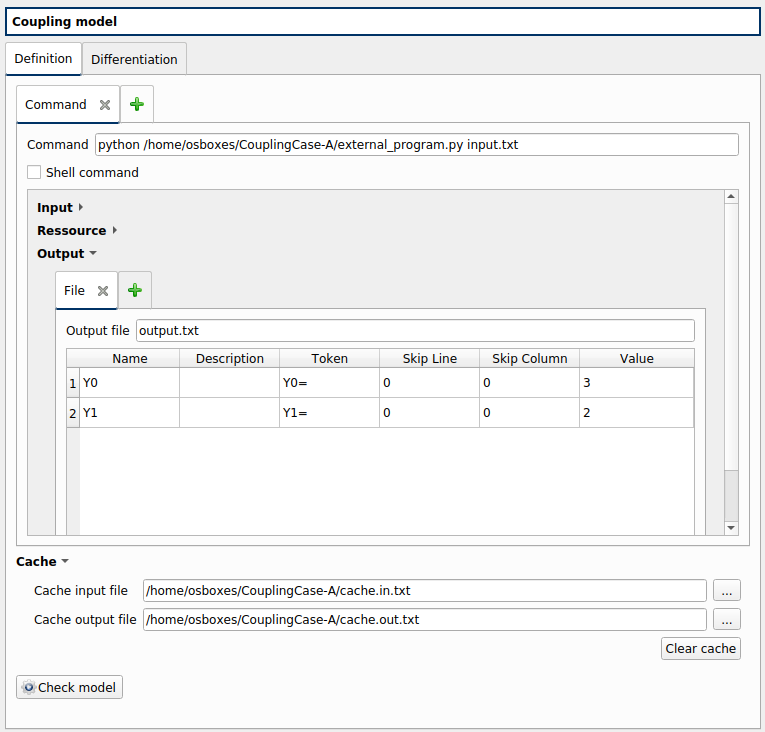 Coupling model
Definition Differentiation
Command
Command python /home/osboxes/CouplingCase-A/external_program.py input.txt
Shell command
Input
Ressource
Output
File
Output file output.txt
Name Description Token Skip Line Skip Column Value
1 Y0 Y0= 0 0 3
2 Y1 Y1= 0 0 2
Cache
Cache input file /home/osboxes/CouplingCase-A/cache.in.txt ...
Cache output file /home/osboxes/CouplingCase-A/cache.out.txt ...
Clear cache
Check model